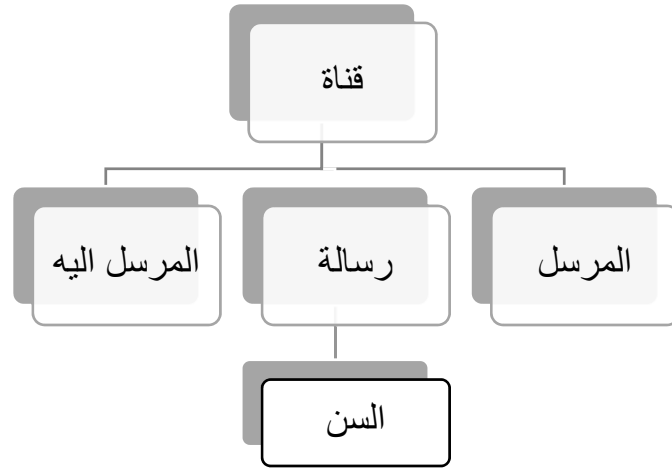 قناة
المرسل
رسالة
المرسل اليه
السن